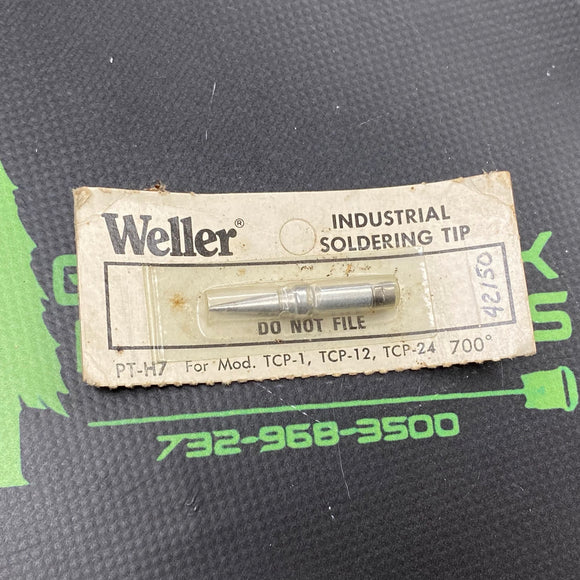 Weller®
INDUSTRIAL
SOLDERING TIP
DO NOT FILE
42150
PT-H7 For Mod. TCP-1, TCP-12, TCP-24 700°
732-968-3500